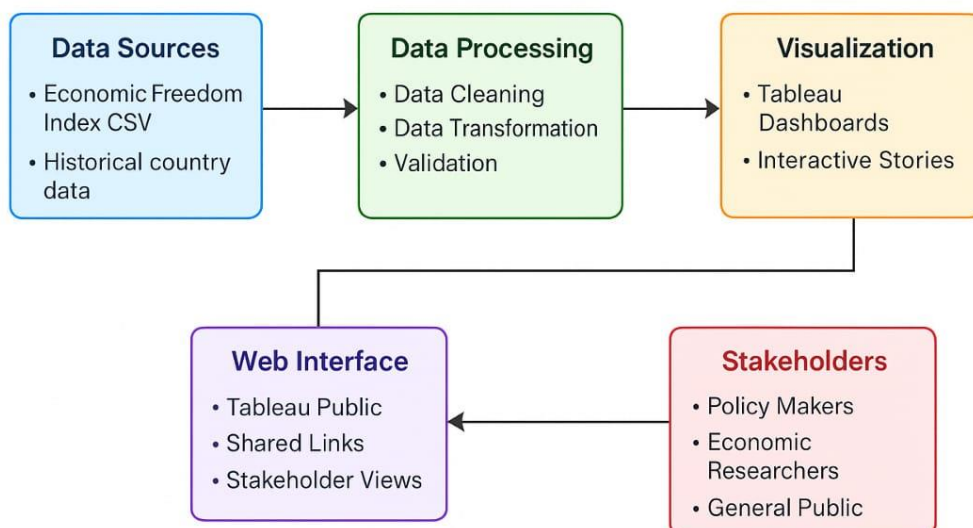 Data Sources
• Economic Freedom
Index CSV
• Historical country
data
Data Processing
• Data Cleaning
• Data Transformation
• Validation
Visualization
• Tableau
Dashboards
• Interactive Stories
Web Interface
• Tableau Public
• Shared Links
• Stakeholder Views
Stakeholders
• Policy Makers
• Economic
Researchers
• General Public